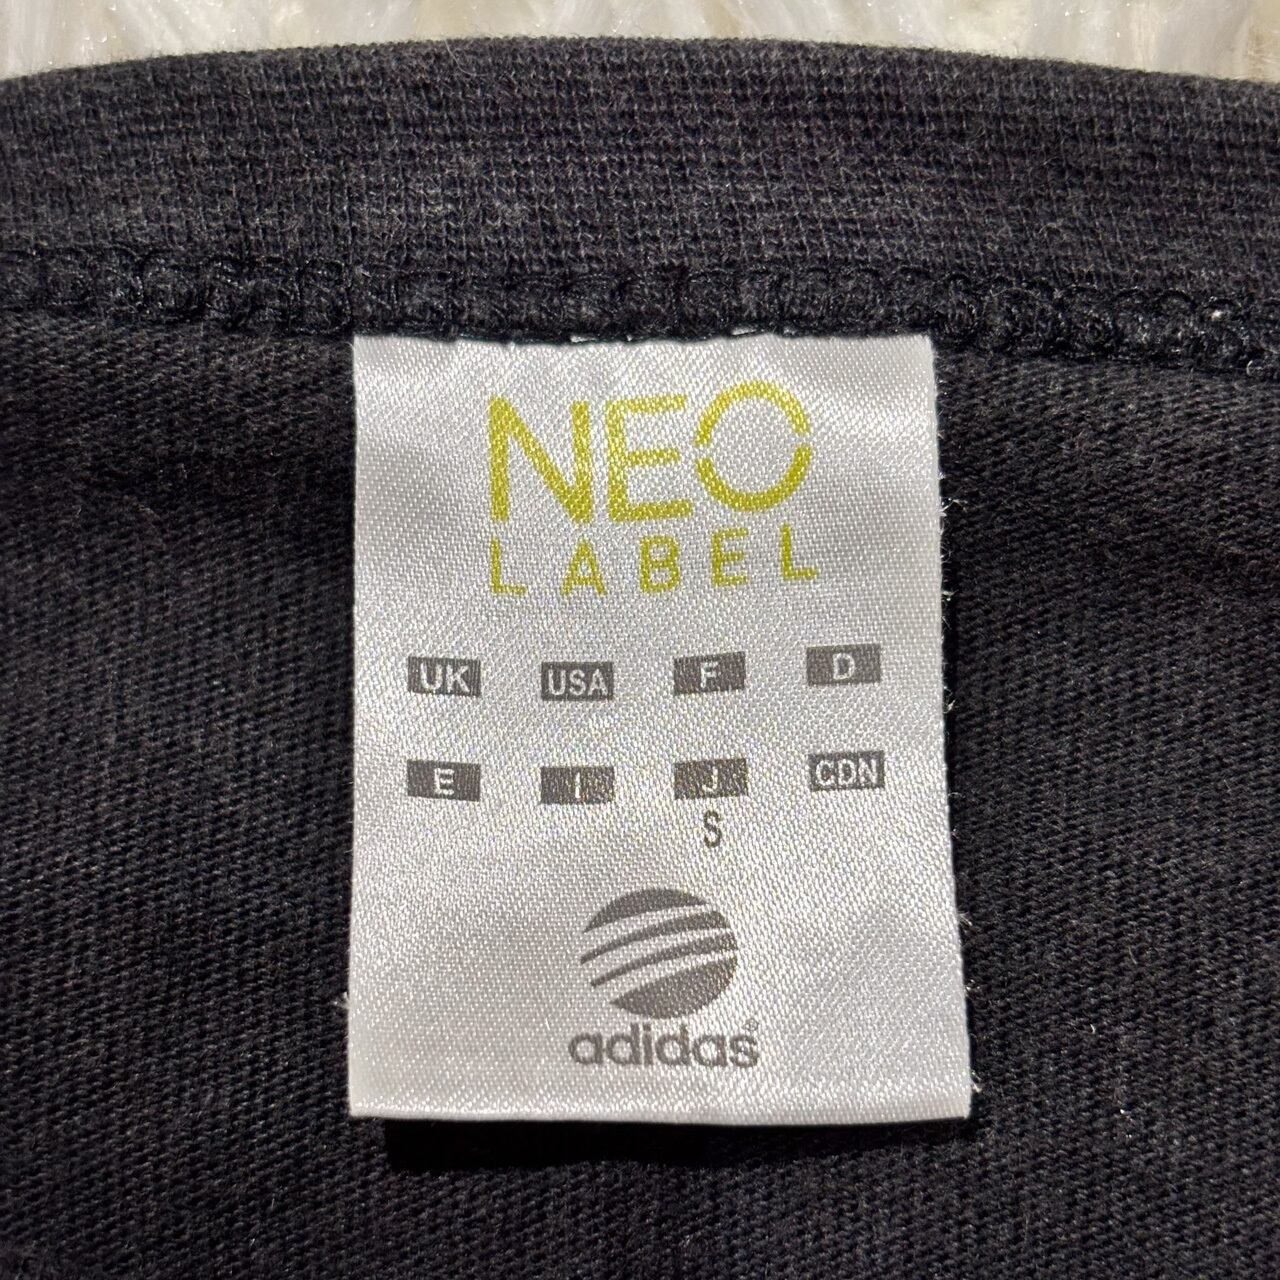 NEO
LABEL
UK USA F D
E I J CDN
S
adidas®